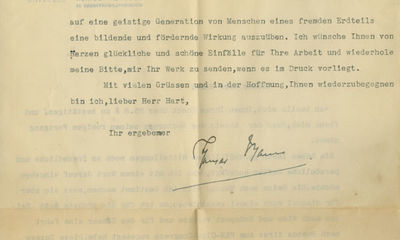 auf eine geistige Generation von Menschen eines fremden Erdteils
eine bildende und fördernde Wirkung auszuüben. Ich wünsche Ihnen von
Herzen glückliche und schöne Einfälle für Ihre Arbeit und wiederhole
meine Bitte,mir Ihr Werk zu senden,wenn es im Druck vorliegt.
Mit vielen Grüssen und in der Hoffnung,Ihnen wiederzubegegnen
bin ich,lieber Herr Hart,
Ihr ergebener
Thomas Mann